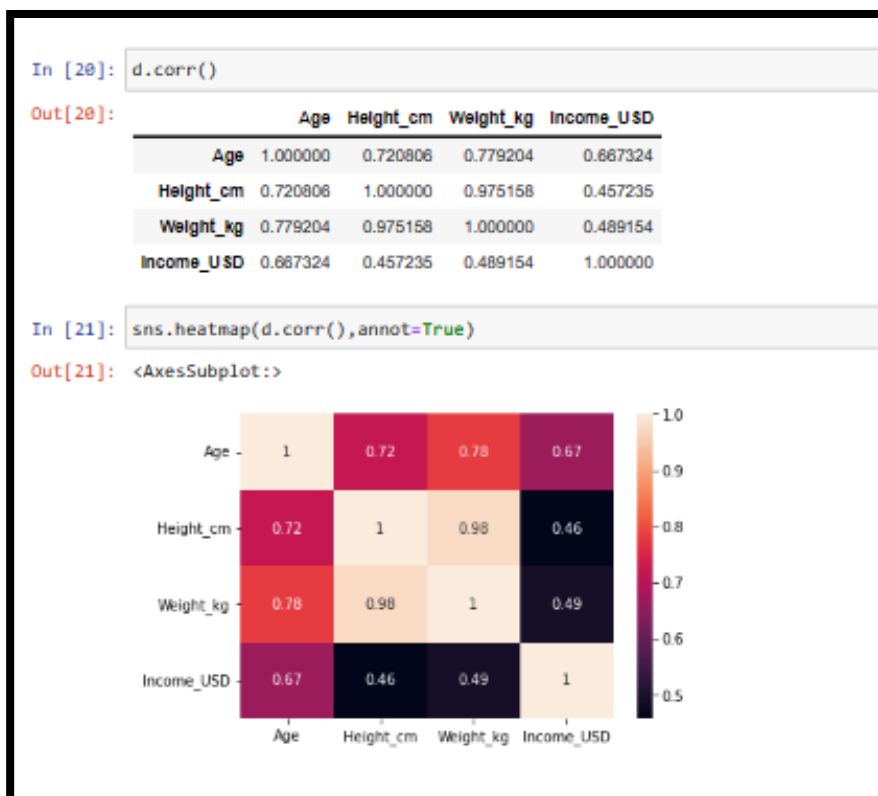 In [20]: d.corr()
Out[20]:
Age Height_cm Weight_kg Income_USD
Age 1.000000 0.720806 0.779204 0.667324
Height_cm 0.720806 1.000000 0.975158 0.457235
Weight_kg 0.779204 0.975158 1.000000 0.489154
Income_USD 0.667324 0.457235 0.489154 1.000000
In [21]: sns.heatmap(d.corr(),annot=True)
Out[21]: <AxesSubplot:>
1.0
Age 1 0.72 0.78 0.67
0.9
Height_cm 0.72 1 0.98 0.46
0.8
0.7
Weight_kg 0.78 0.98 1 0.49
0.6
Income_USD 0.67 0.46 0.49 1
0.5
Age Height_cm Weight_kg Income_USD